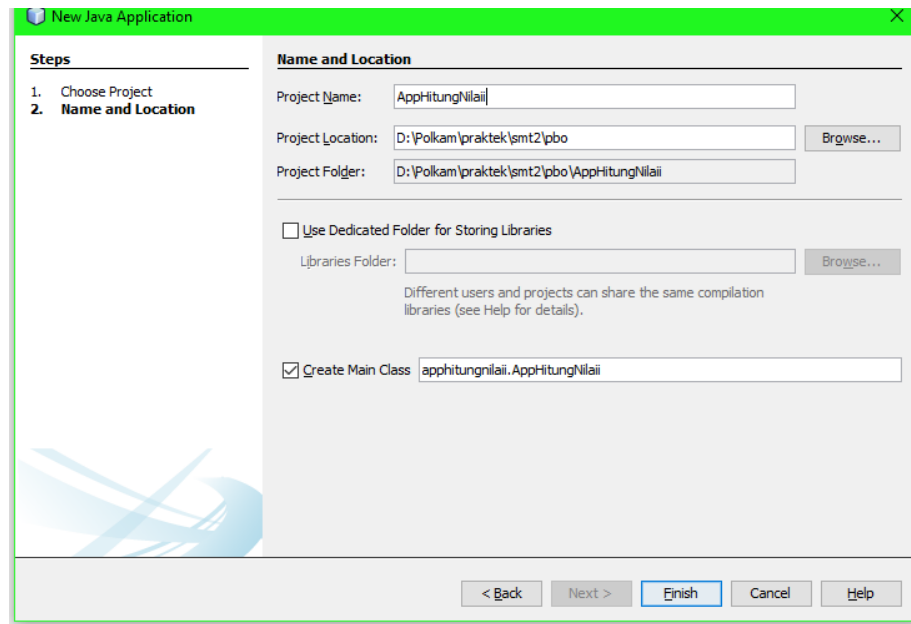 New Java Application
Steps
1. Choose Project
2. Name and Location
Name and Location
Project Name: AppHitungNilaii
Project Location: D:\Polkam\praktek\smt2\pbo Browse...
Project Folder: D:\Polkam\praktek\smt2\pbo\AppHitungNilaii
Use Dedicated Folder for Storing Libraries
Libraries Folder: Browse...
Different users and projects can share the same compilation
libraries (see Help for details).
Create Main Class apphitungnilaii.AppHitungNilaii
< Back Next > Finish Cancel Help